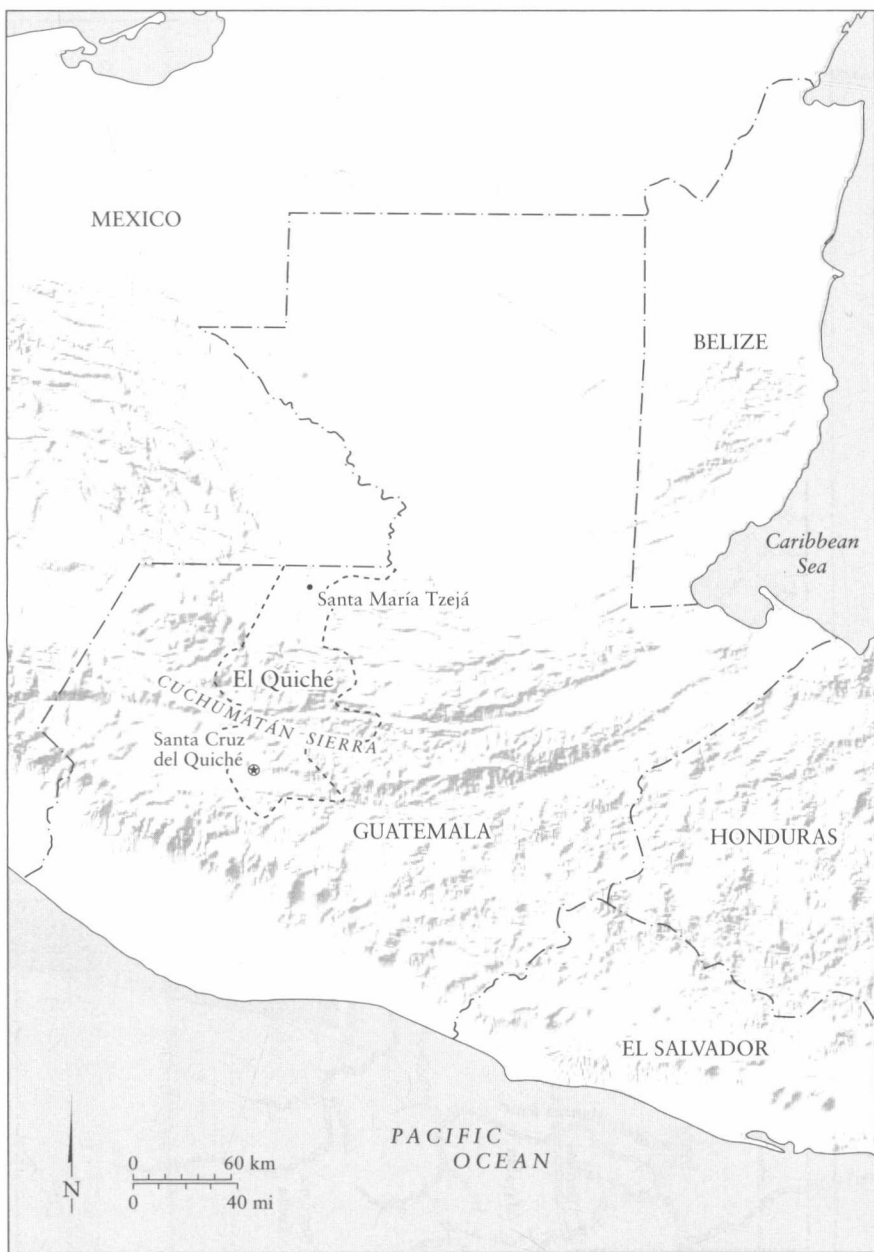 MEXICO
BELIZE
Caribbean
Sea
Santa María Tzejá
El Quiché
CUCHUMATÁN SIERRA
Santa Cruz
del Quiché
GUATEMALA
HONDURAS
EL SALVADOR
PACIFIC
OCEAN
0 60 km
0 40 mi
N